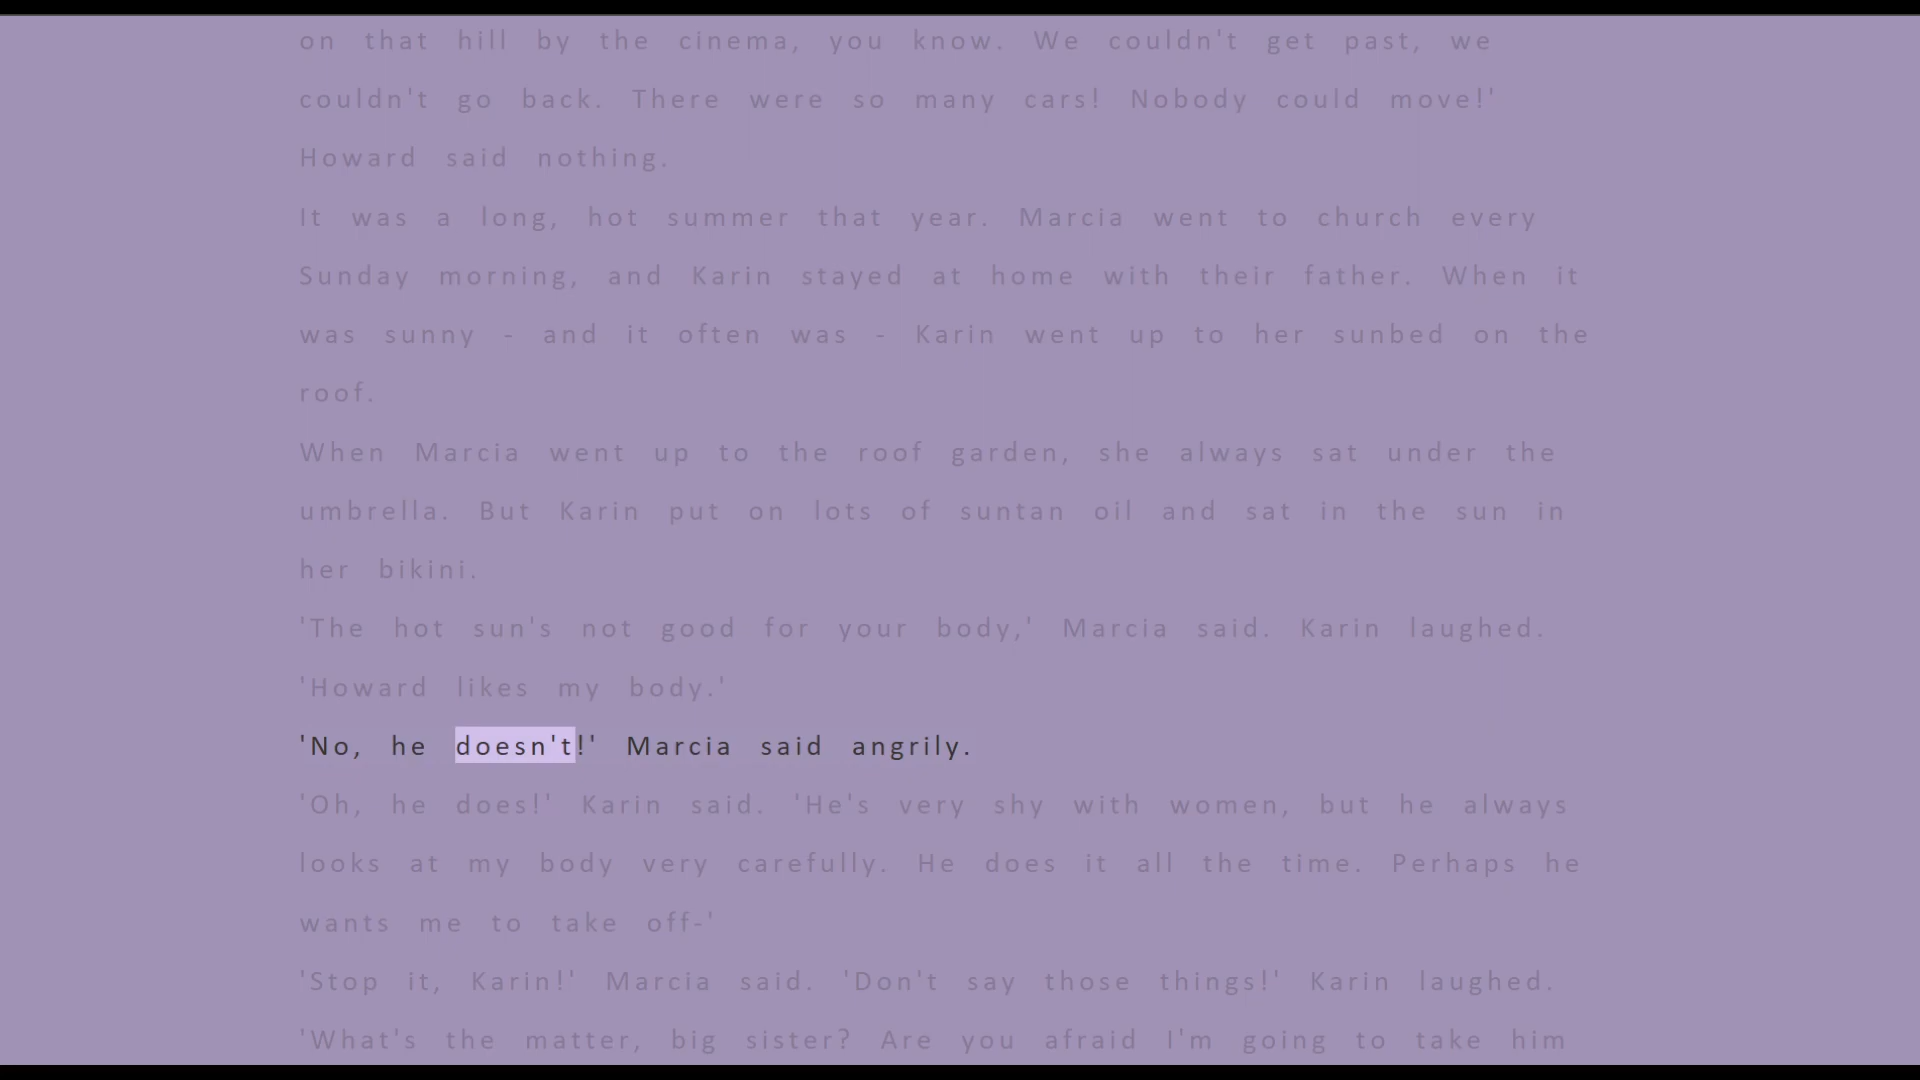 on that hill by the cinema, you know. We couldn't get past, we
couldn't go back. There were so many cars! Nobody could move!'
Howard said nothing.
It was a long, hot summer that year. Marcia went to church every
Sunday morning, and Karin stayed at home with their father. When it
was sunny - and it often was - Karin went up to her sunbed on the
roof.
When Marcia went up to the roof garden, she always sat under the
umbrella. But Karin put on lots of suntan oil and sat in the sun in
her bikini.
'The hot sun's not good for your body,' Marcia said. Karin laughed.
'Howard likes my body.'
'No, he doesn't!' Marcia said angrily.
'Oh, he does!' Karin said. 'He's very shy with women, but he always
looks at my body very carefully. He does it all the time. Perhaps he
wants me to take off-'
'Stop it, Karin!' Marcia said. 'Don't say those things!' Karin laughed.
'What's the matter, big sister? Are you afraid I'm going to take him